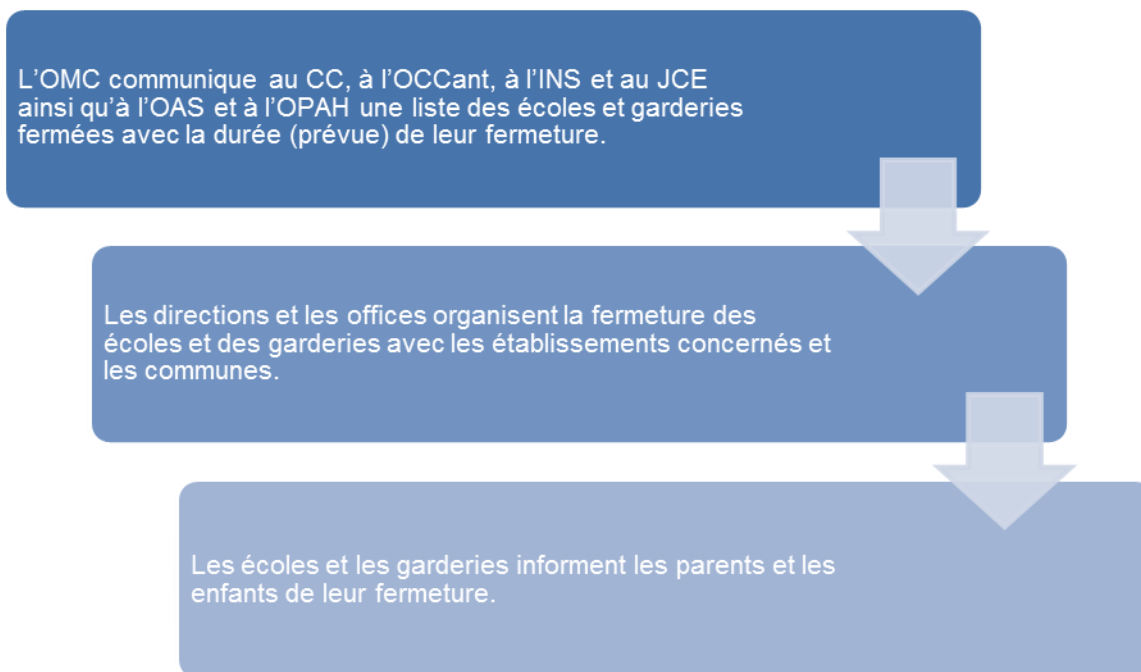 L’OMC communique au CC, à l’OCCant, à l’INS et au JCE
ainsi qu’à l’OAS et à l’OPAH une liste des écoles et garderies
fermées avec la durée (prévue) de leur fermeture.
Les directions et les offices organisent la fermeture des
écoles et des garderies avec les établissements concernés et
les communes.
Les écoles et les garderies informent les parents et les
enfants de leur fermeture.